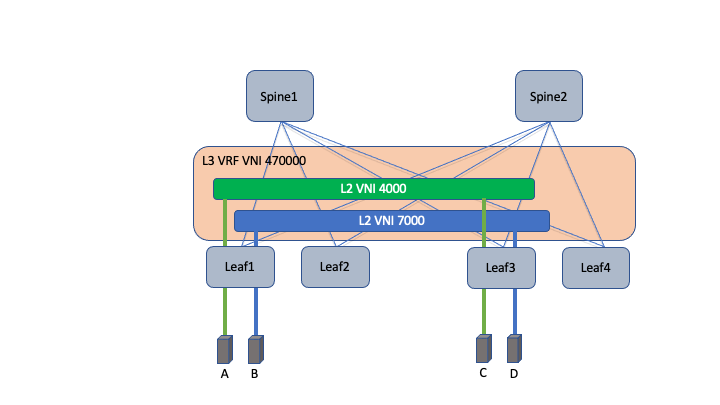 Spine1
Spine2
L3 VRF VNI 470000
L2 VNI 4000
L2 VNI 7000
Leaf1
Leaf2
Leaf3
Leaf4
A
B
C
D